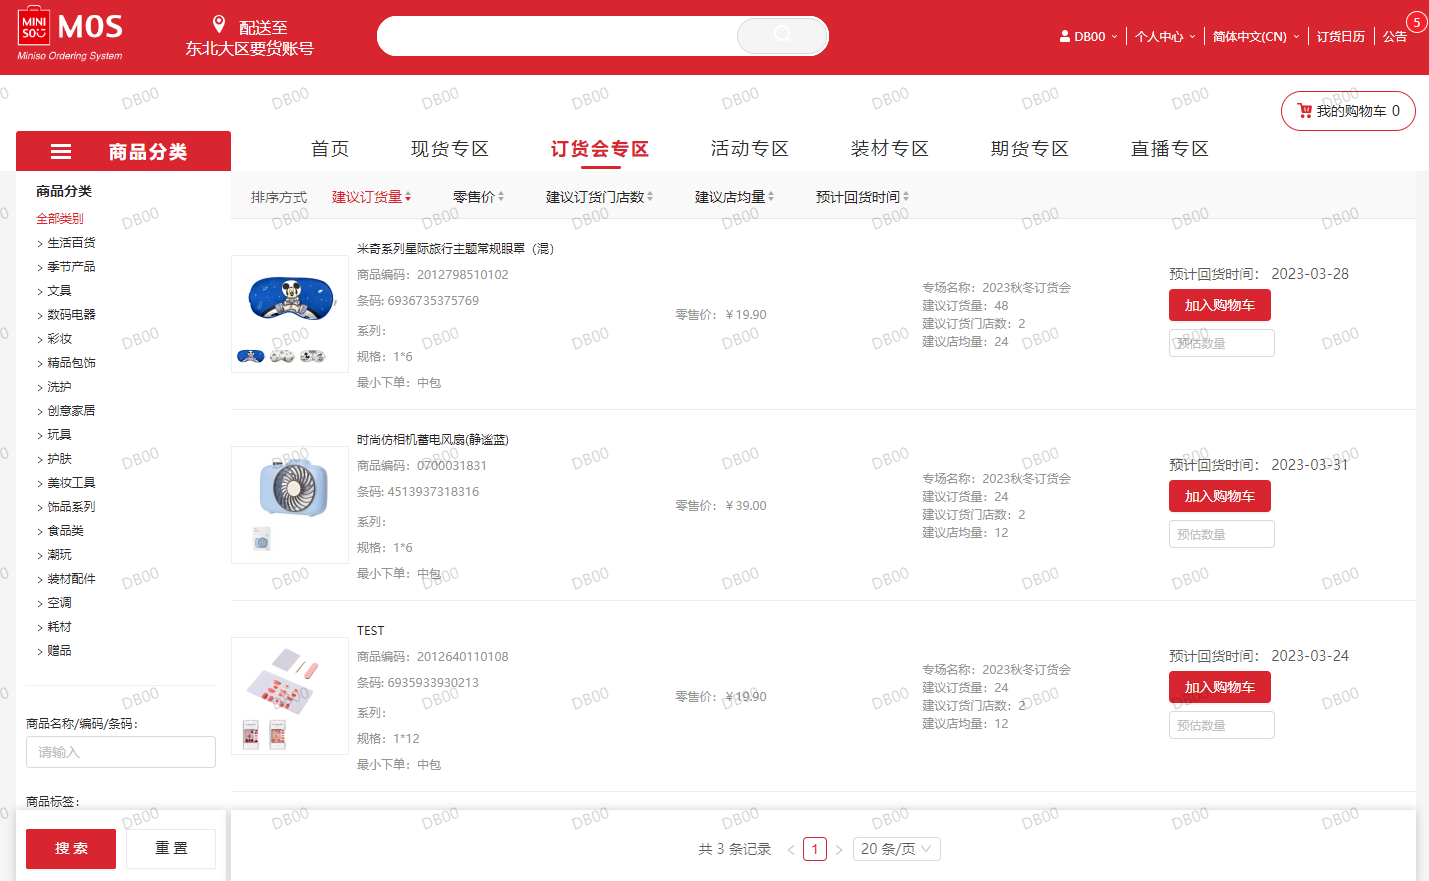 MINI
SO
MOS
Miniso Ordering System
配送至
东北大区要货账号
DB00
个人中心
简体中文(CN)
订货日历
公告
5
我的购物车 0
商品分类
首页
现货专区
订货会专区
活动专区
装材专区
期货专区
直播专区
商品分类
全部类别
生活百货
季节产品
文具
数码电器
彩妆
精品包饰
洗护
创意家居
玩具
护肤
美妆工具
饰品系列
食品类
潮玩
装材配件
空调
耗材
赠品
商品名称/编码/条码：
请输入
商品标签：
搜 索
重 置
排序方式
建议订货量
零售价
建议订货门店数
建议店均量
预计回货时间
米奇系列星际旅行主题常规眼罩（混）
商品编码：2012798510102
条码: 6936735375769
系列：
规格：1*6
最小下单：中包
零售价：￥19.90
专场名称：2023秋冬订货会
建议订货量：48
建议订货门店数：2
建议店均量：24
预计回货时间： 2023-03-28
加入购物车
预估数量
时尚仿相机蓄电风扇(静谧蓝)
商品编码：0700031831
条码: 4513937318316
系列：
规格：1*6
最小下单：中包
零售价：￥39.00
专场名称：2023秋冬订货会
建议订货量：24
建议订货门店数：2
建议店均量：12
预计回货时间： 2023-03-31
加入购物车
预估数量
TEST
商品编码：2012640110108
条码: 6935933930213
系列：
规格：1*12
最小下单：中包
零售价：￥19.90
专场名称：2023秋冬订货会
建议订货量：24
建议订货门店数：2
建议店均量：12
预计回货时间： 2023-03-24
加入购物车
预估数量
共 3 条记录
1
20 条/页
DB00